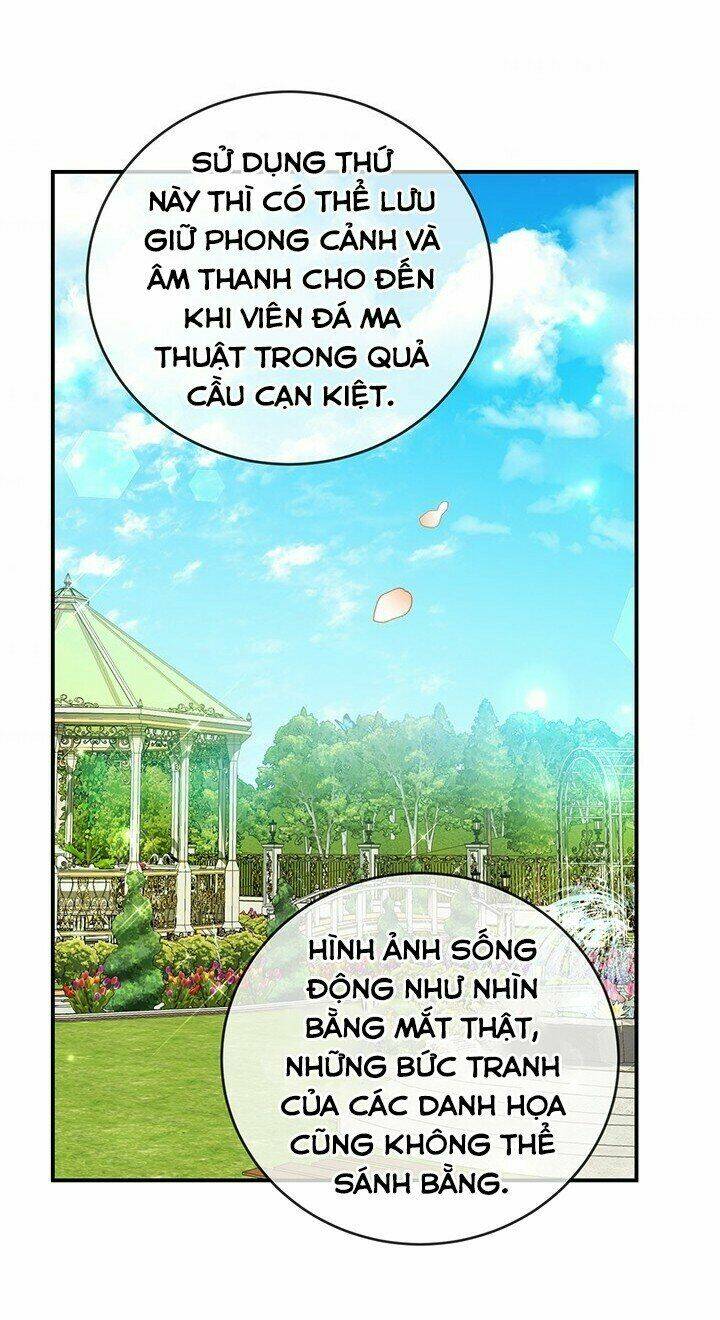 SỬ DỤNG THỨ
NÀY THÌ CÓ THỂ LƯU
GIỮ PHONG CẢNH VÀ
ÂM THANH CHO ĐẾN
KHI VIÊN ĐÁ MA
THUẬT TRONG QUẢ
CẦU CẠN KIỆT.
HÌNH ẢNH SỐNG
ĐỘNG NHƯ NHÌN
BẰNG MẮT THẬT,
NHỮNG BỨC TRANH
CỦA CÁC DANH HỌA
CŨNG KHÔNG THỂ
SÁNH BẰNG.